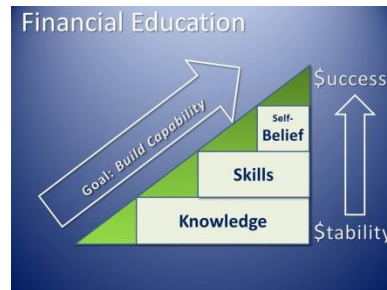 Financial Education
$uccess
Goal: Build Capability
Self-
Belief
Skills
Knowledge
$tability